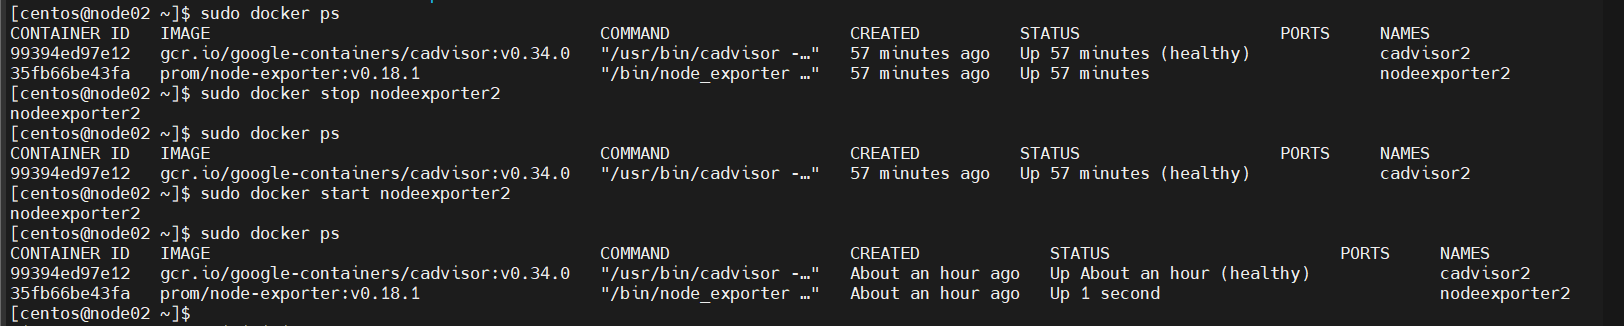 [centos@node02 ~]$ sudo docker ps
CONTAINER ID   IMAGE                                       COMMAND                  CREATED          STATUS                    PORTS     NAMES
99394ed97e12   gcr.io/google-containers/cadvisor:v0.34.0   "/usr/bin/cadvisor -…"   57 minutes ago   Up 57 minutes (healthy)             cadvisor2
35fb66be43fa   prom/node-exporter:v0.18.1                  "/bin/node_exporter …"   57 minutes ago   Up 57 minutes                       nodeexporter2
[centos@node02 ~]$ sudo docker stop nodeexporter2
nodeexporter2
[centos@node02 ~]$ sudo docker ps
CONTAINER ID   IMAGE                                       COMMAND                  CREATED          STATUS                    PORTS     NAMES
99394ed97e12   gcr.io/google-containers/cadvisor:v0.34.0   "/usr/bin/cadvisor -…"   57 minutes ago   Up 57 minutes (healthy)             cadvisor2
[centos@node02 ~]$ sudo docker start nodeexporter2
nodeexporter2
[centos@node02 ~]$ sudo docker ps
CONTAINER ID   IMAGE                                       COMMAND                  CREATED             STATUS                       PORTS     NAMES
99394ed97e12   gcr.io/google-containers/cadvisor:v0.34.0   "/usr/bin/cadvisor -…"   About an hour ago   Up About an hour (healthy)             cadvisor2
35fb66be43fa   prom/node-exporter:v0.18.1                  "/bin/node_exporter …"   About an hour ago   Up 1 second                            nodeexporter2
[centos@node02 ~]$